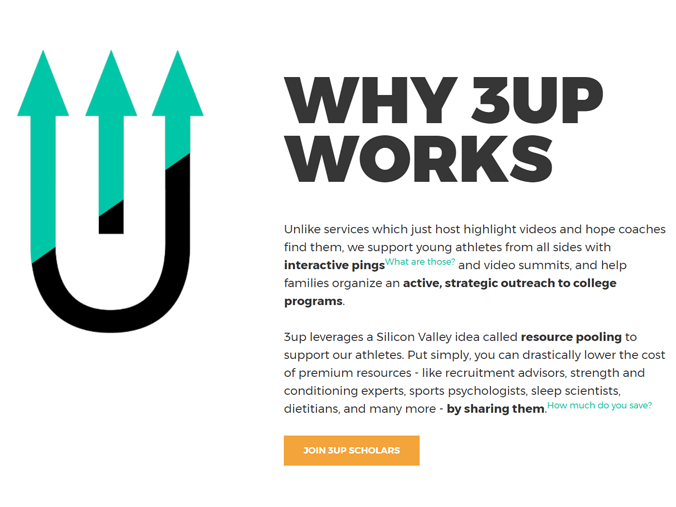 WHY 3UP
WORKS
Unlike services which just host highlight videos and hope coaches
find them, we support young athletes from all sides with
interactive pingsWhat are those? and video summits, and help
families organize an active, strategic outreach to college
programs.
3up leverages a Silicon Valley idea called resource pooling to
support our athletes. Put simply, you can drastically lower the cost
of premium resources - like recruitment advisors, strength and
conditioning experts, sports psychologists, sleep scientists,
dietitians, and many more - by sharing them.How much do you save?
JOIN 3UP SCHOLARS